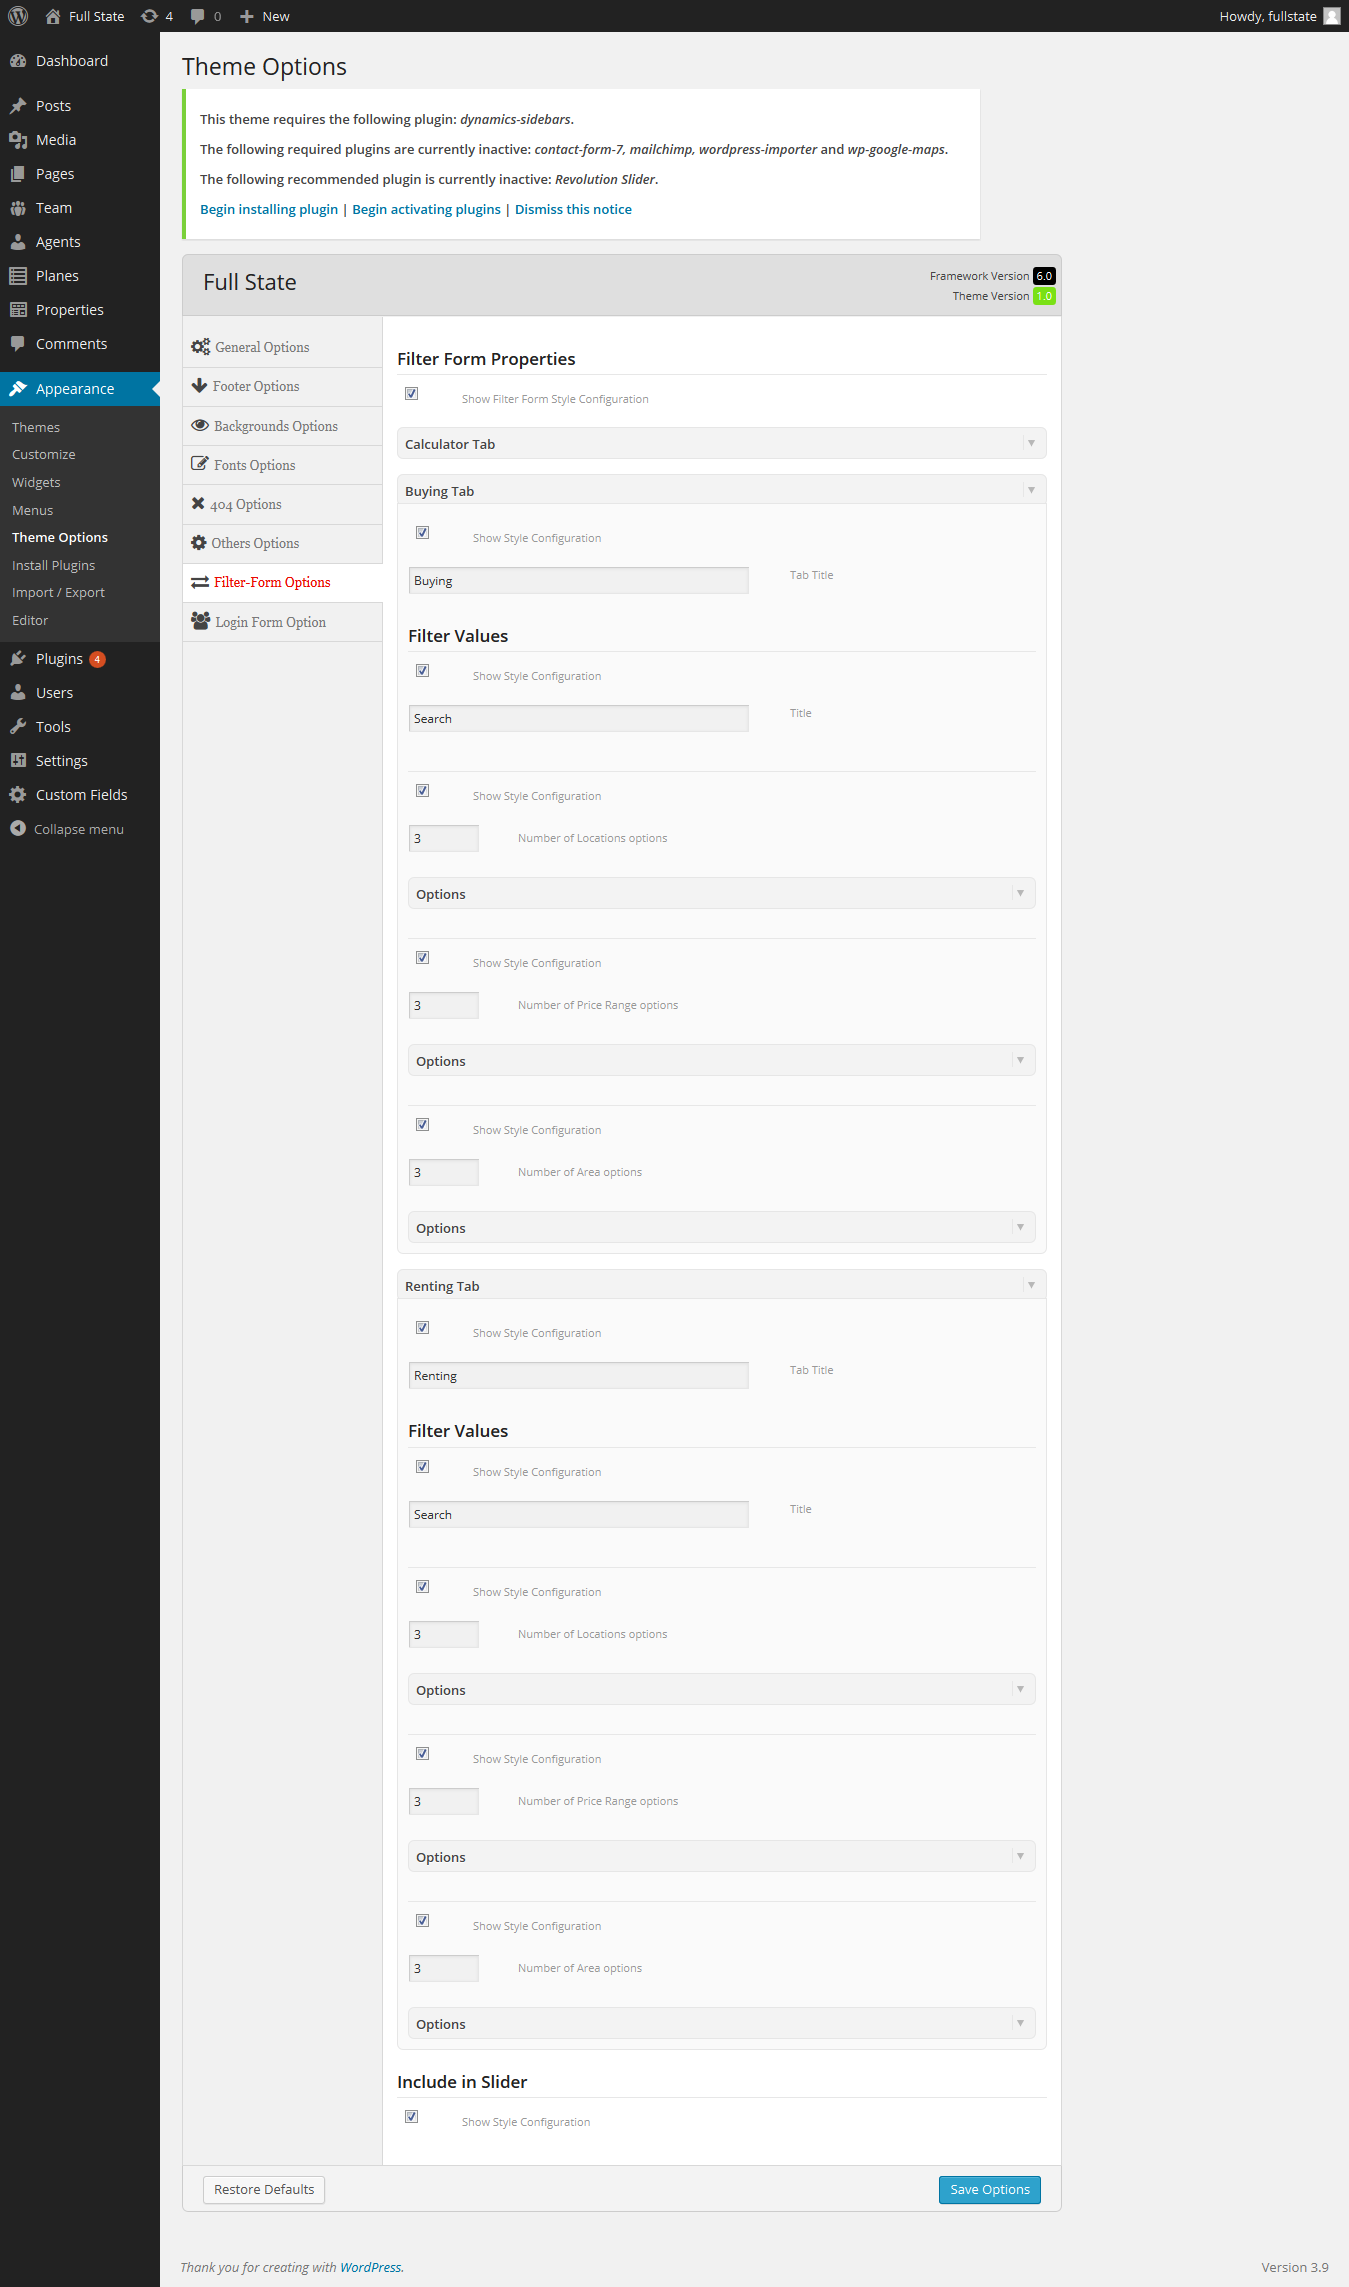 Full State 4 0 New Howdy, fullstate
Dashboard
Posts
Media
Pages
Team
Agents
Planes
Properties
Comments
Appearance
Themes
Customize
Widgets
Menus
Theme Options
Install Plugins
Import / Export
Editor
Plugins 4
Users
Tools
Settings
Custom Fields
Collapse menu
Theme Options
This theme requires the following plugin: dynamics-sidebars.
The following required plugins are currently inactive: contact-form-7, mailchimp, wordpress-importer and wp-google-maps.
The following recommended plugin is currently inactive: Revolution Slider.
Begin installing plugin | Begin activating plugins | Dismiss this notice
Full State
Framework Version 6.0
Theme Version 1.0
General Options
Footer Options
Backgrounds Options
Fonts Options
404 Options
Others Options
Filter-Form Options
Login Form Option
Filter Form Properties
Show Filter Form Style Configuration
Calculator Tab
Buying Tab
Show Style Configuration
Buying Tab Title
Filter Values
Show Style Configuration
Search Title
Show Style Configuration
3 Number of Locations options
Options
Show Style Configuration
3 Number of Price Range options
Options
Show Style Configuration
3 Number of Area options
Options
Renting Tab
Show Style Configuration
Renting Tab Title
Filter Values
Show Style Configuration
Search Title
Show Style Configuration
3 Number of Locations options
Options
Show Style Configuration
3 Number of Price Range options
Options
Show Style Configuration
3 Number of Area options
Options
Include in Slider
Show Style Configuration
Restore Defaults Save Options
Thank you for creating with WordPress. Version 3.9